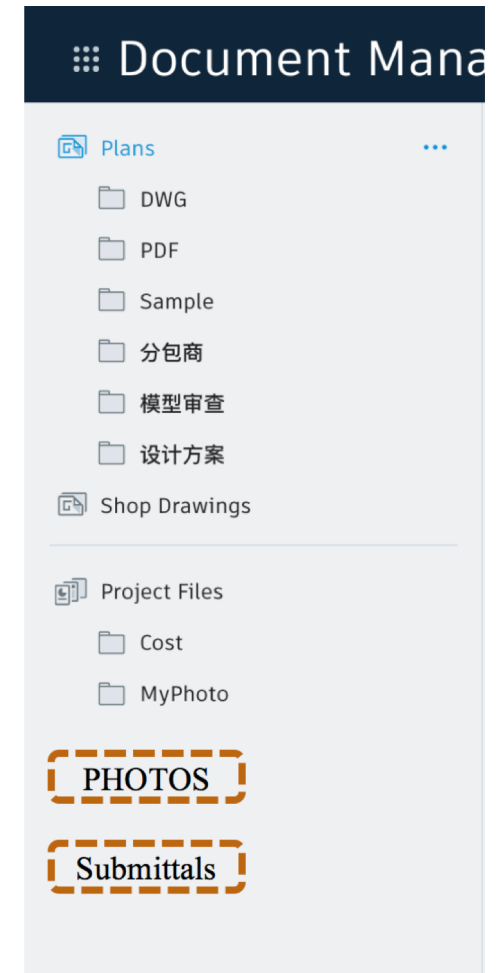 Document Mana
Plans
DWG
PDF
Sample
分包商
模型审查
设计方案
Shop Drawings
Project Files
Cost
MyPhoto
PHOTOS
Submittals